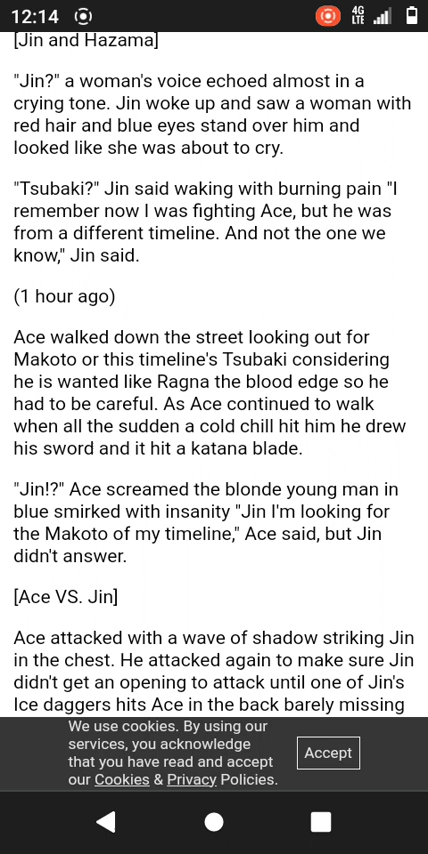 12:14
4G
LTE
[Jin and Hazama]
"Jin?" a woman's voice echoed almost in a
crying tone. Jin woke up and saw a woman with
red hair and blue eyes stand over him and
looked like she was about to cry.
"Tsubaki?" Jin said waking with burning pain "I
remember now I was fighting Ace, but he was
from a different timeline. And not the one we
know," Jin said.
(1 hour ago)
Ace walked down the street looking out for
Makoto or this timeline's Tsubaki considering
he is wanted like Ragna the blood edge so he
had to be careful. As Ace continued to walk
when all the sudden a cold chill hit him he drew
his sword and it hit a katana blade.
"Jin!?" Ace screamed the blonde young man in
blue smirked with insanity "Jin I'm looking for
the Makoto of my timeline," Ace said, but Jin
didn't answer.
[Ace VS. Jin]
Ace attacked with a wave of shadow striking Jin
in the chest. He attacked again to make sure Jin
didn't get an opening to attack until one of Jin's
Ice daggers hits Ace in the back barely missing
We use cookies. By using our
services, you acknowledge
that you have read and accept
our Cookies & Privacy Policies.
Accept